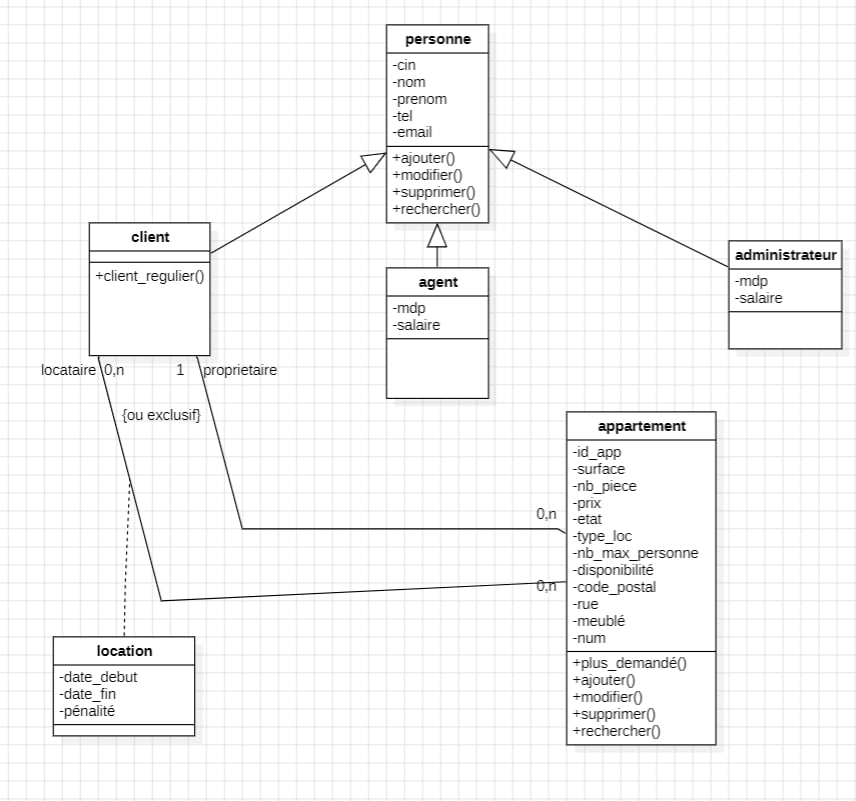 personne
-cin
-nom
-prenom
-tel
-email
+ajouter()
+modifier()
+supprimer()
+rechercher()
client
+client_regulier()
agent
-mdp
-salaire
administrateur
-mdp
-salaire
locataire 0,n
1 proprietaire
{ou exclusif}
appartement
-id_app
-surface
-nb_piece
-prix
-etat
-type_loc
-nb_max_personne
-disponibilité
-code_postal
-rue
-meublé
-num
+plus_demandé()
+ajouter()
+modifier()
+supprimer()
+rechercher()
0,n
0,n
location
-date_debut
-date_fin
-pénalité